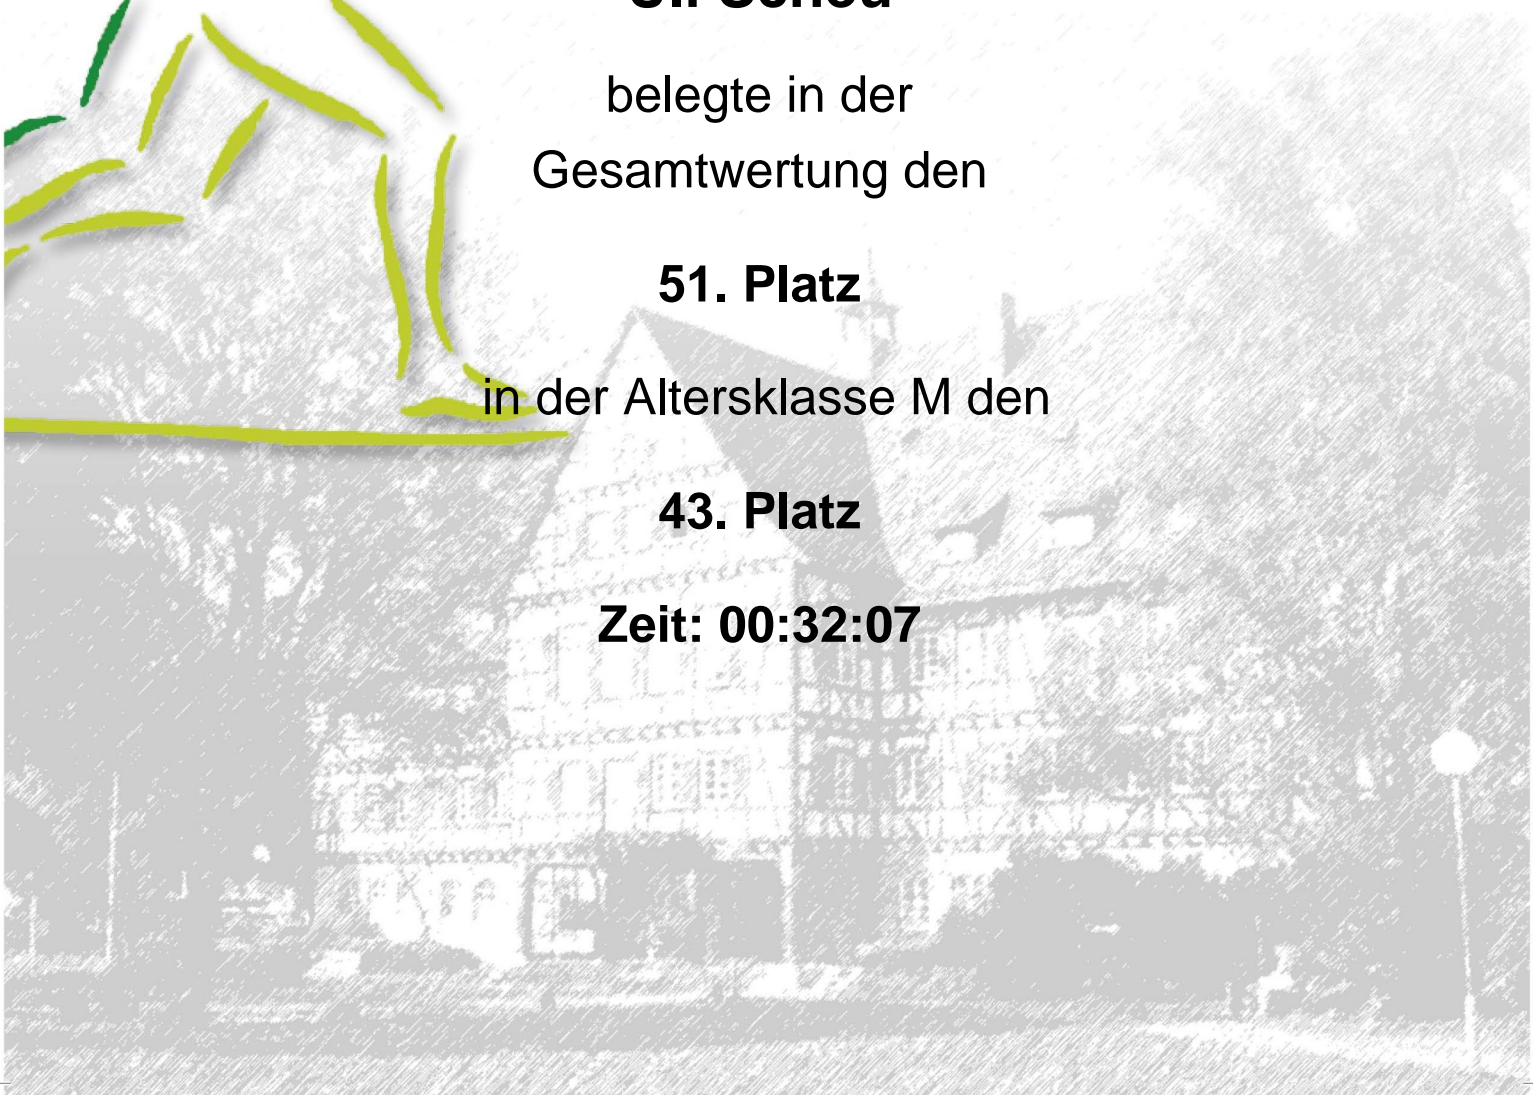 belegte in der
Gesamtwertung den
51. Platz
in der Altersklasse M den
43. Platz
Zeit: 00:32:07